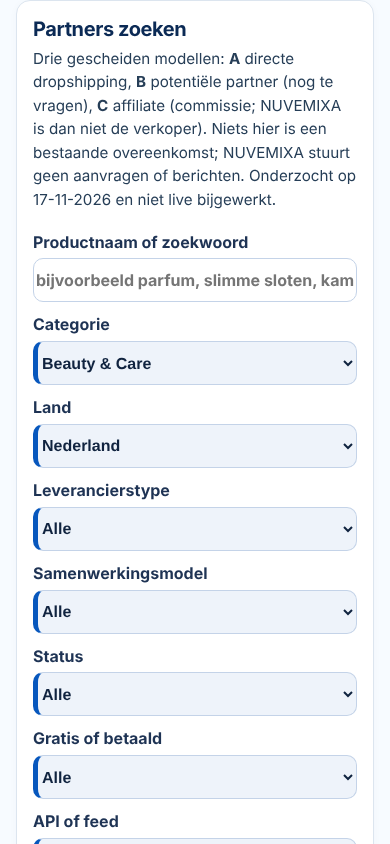 Partners zoeken
Drie gescheiden modellen: A directe
dropshipping, B potentiële partner (nog te
vragen), C affiliate (commissie; NUVEMIXA
is dan niet de verkoper). Niets hier is een
bestaande overeenkomst; NUVEMIXA stuurt
geen aanvragen of berichten. Onderzocht op
17-11-2026 en niet live bijgewerkt.
Productnaam of zoekwoord
bijvoorbeeld parfum, slimme sloten, kam
Categorie
Beauty & Care
Land
Nederland
Leverancierstype
Alle
Samenwerkingsmodel
Alle
Status
Alle
Gratis of betaald
Alle
API of feed